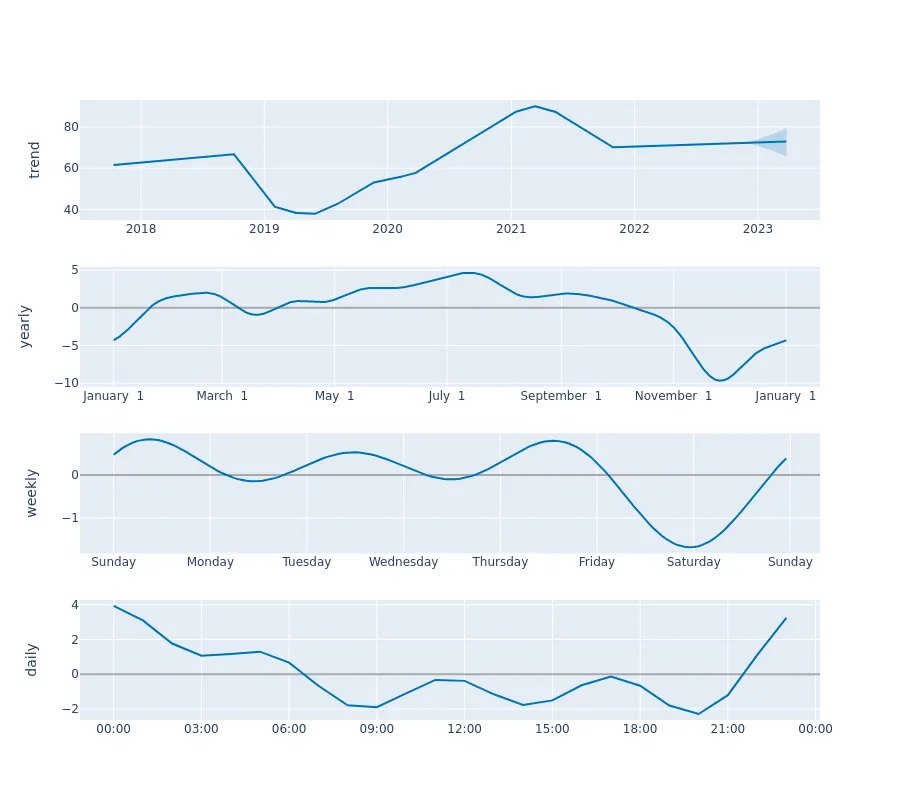 trend
80
60
40
2018 2019 2020 2021 2022 2023
yearly
5
0
−5
−10
January 1 March 1 May 1 July 1 September 1 November 1 January 1
weekly
0
−1
Sunday Monday Tuesday Wednesday Thursday Friday Saturday Sunday
daily
4
2
0
−2
00:00 03:00 06:00 09:00 12:00 15:00 18:00 21:00 00:00